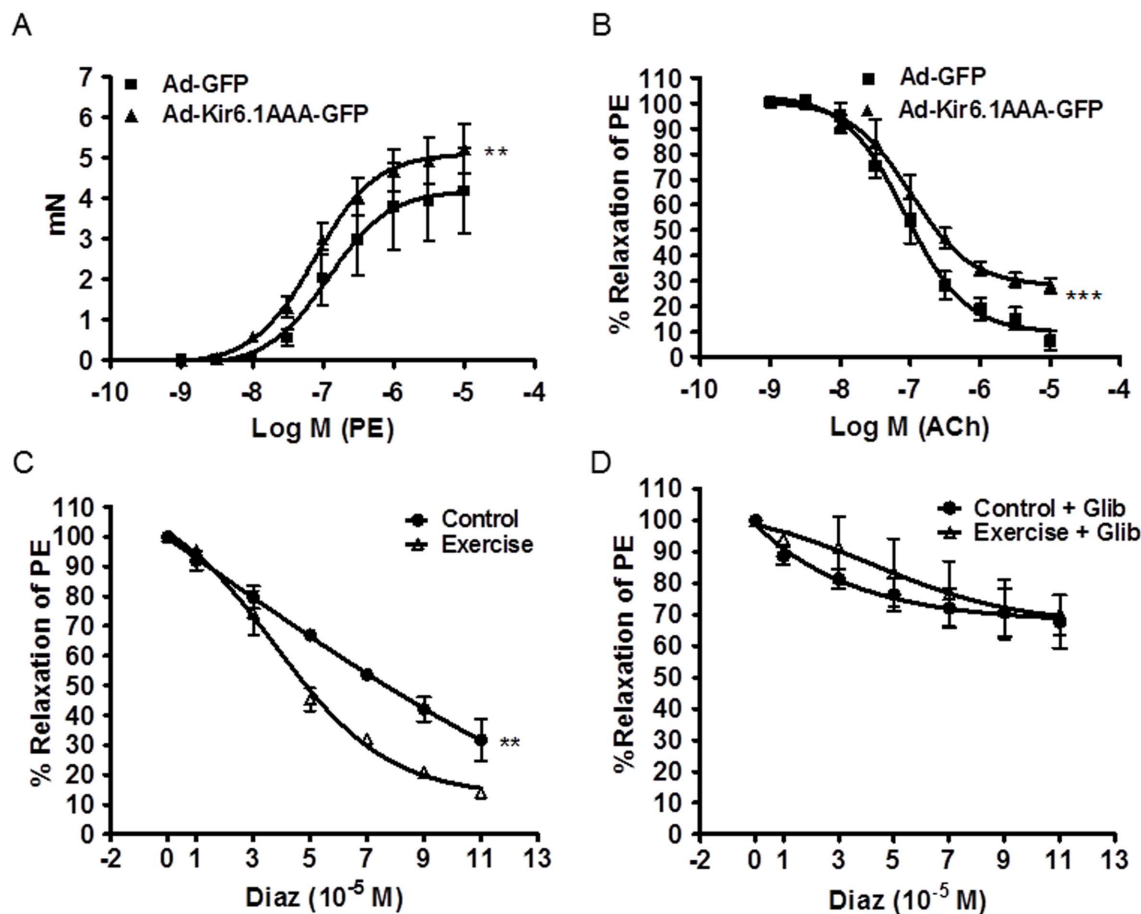 A
Ad-GFP
Ad-Kir6.1AAA-GFP
mN
7
6
5
4
3
2
1
0
**
-10 -9 -8 -7 -6 -5 -4
Log M (PE)
B
Ad-GFP
Ad-Kir6.1AAA-GFP
% Relaxation of PE
110
100
90
80
70
60
50
40
30
20
10
0
***
-10 -9 -8 -7 -6 -5 -4
Log M (ACh)
C
Control
Exercise
% Relaxation of PE
110
100
90
80
70
60
50
40
30
20
10
0
**
-2 0 1 3 5 7 9 11 13
Diaz (10⁻⁵ M)
D
Control + Glib
Exercise + Glib
%Relaxation of PE
110
100
90
80
70
60
50
40
30
20
10
0
-2 0 1 3 5 7 9 11 13
Diaz (10⁻⁵ M)